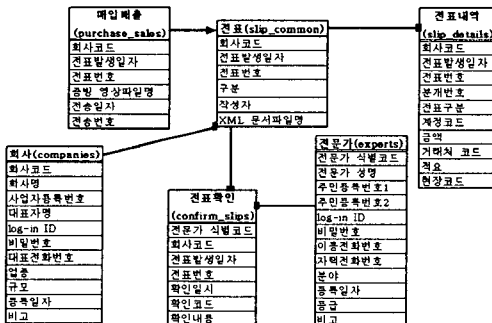 매입매출
(purchase_sales)
회사코드
전표발생일자
전표번호
증빙 영상파일명
전송일자
전송번호
전표(slip_common)
회사코드
전표발생일자
전표번호
구분
작성자
XML 문서파일명
전표내역
(slip_details)
회사코드
전표발생일자
전표번호
분개번호
전표구분
계정코드
금액
거래처 코드
적요
현장코드
회사(companies)
회사코드
회사명
사업자등록번호
대표자명
log-in ID
비밀번호
대표전화번호
업종
규모
등록일자
비고
전표확인
(confirm_slips)
전문가 식별코드
회사코드
전표발생일자
전표번호
확인일시
확인코드
확인내용
전문가(experts)
전문가 식별코드
전문가 성명
주민등록번호1
주민등록번호2
log-in ID
비밀번호
이동전화번호
자택전화번호
분야
등록일자
등급
비고